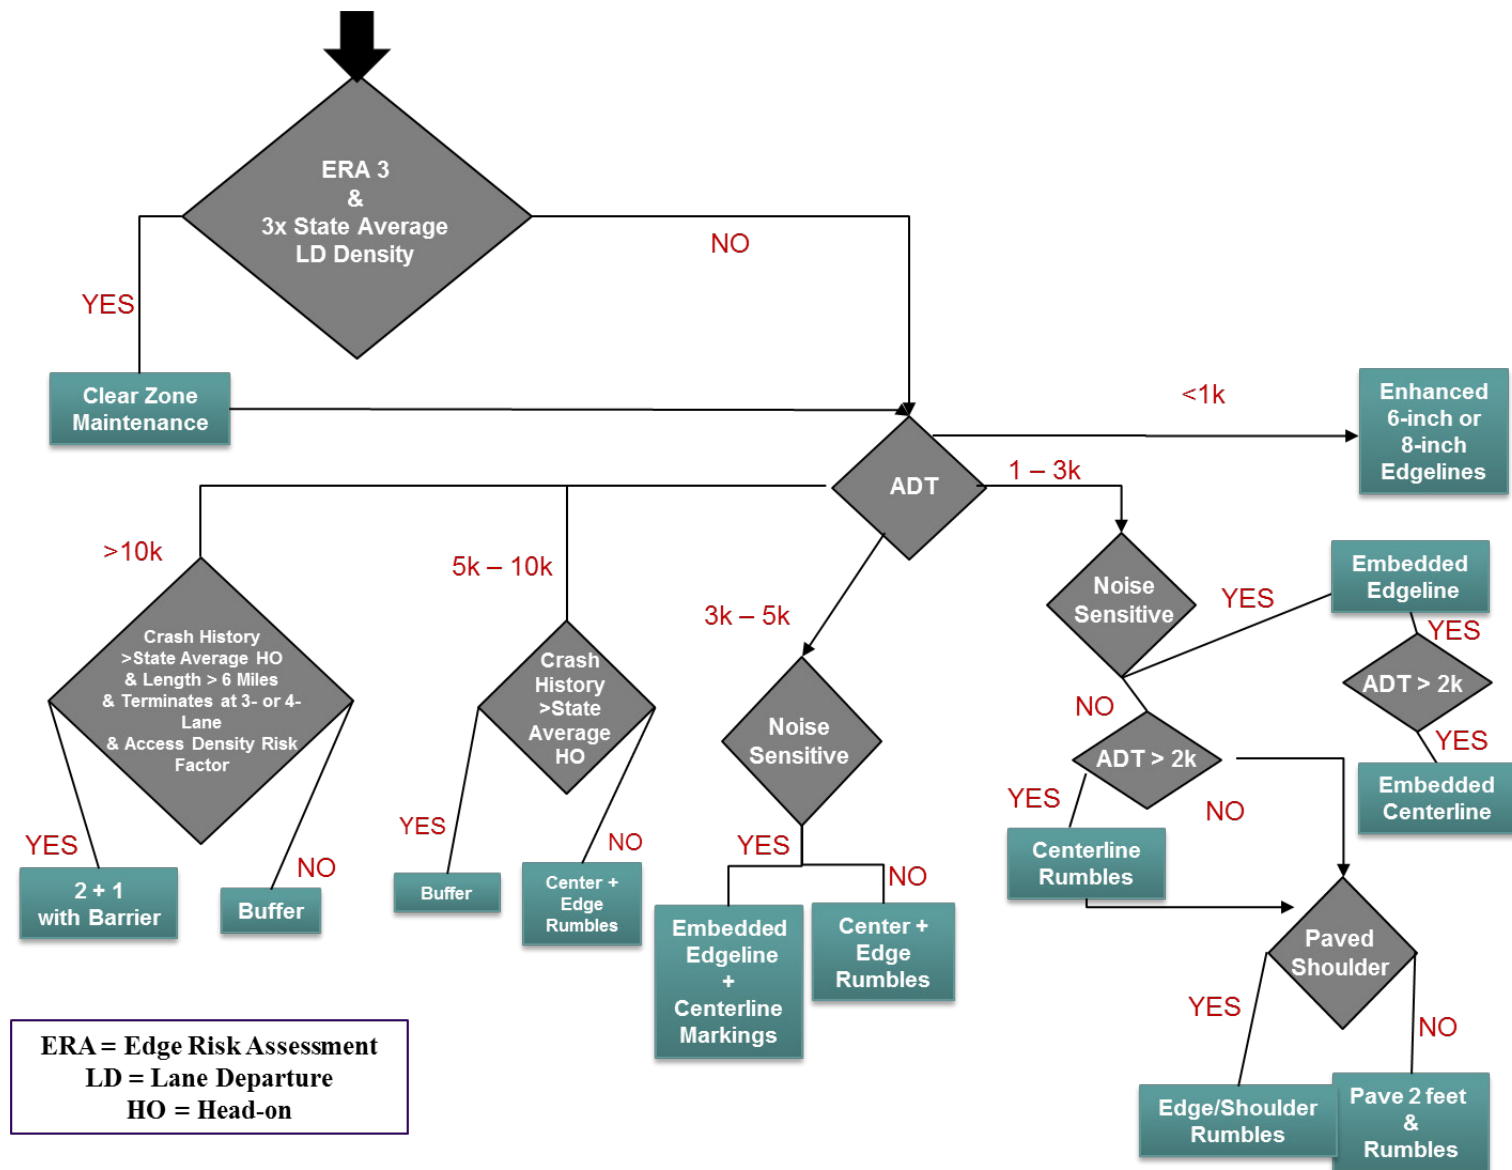 ERA 3
&
3x State Average
LD Density
NO
YES
Clear Zone
Maintenance
<1k
Enhanced
6-inch or
8-inch
Edgelines
ADT
1 – 3k
>10k
5k – 10k
3k – 5k
Noise
Sensitive
YES
Embedded
Edgeline
YES
ADT > 2k
YES
Embedded
Centerline
Crash History
>State Average HO
& Length > 6 Miles
& Terminates at 3- or 4-
Lane
& Access Density Risk
Factor
YES
NO
2 + 1
with Barrier
Buffer
Crash
History
>State
Average
HO
YES
NO
Buffer
Center +
Edge
Rumbles
Noise
Sensitive
YES
NO
Embedded
Edgeline
+
Centerline
Markings
Center +
Edge
Rumbles
NO
ADT > 2k
YES
NO
Centerline
Rumbles
Paved
Shoulder
YES
NO
Edge/Shoulder
Rumbles
Pave 2 feet
&
Rumbles
ERA = Edge Risk Assessment
LD = Lane Departure
HO = Head-on